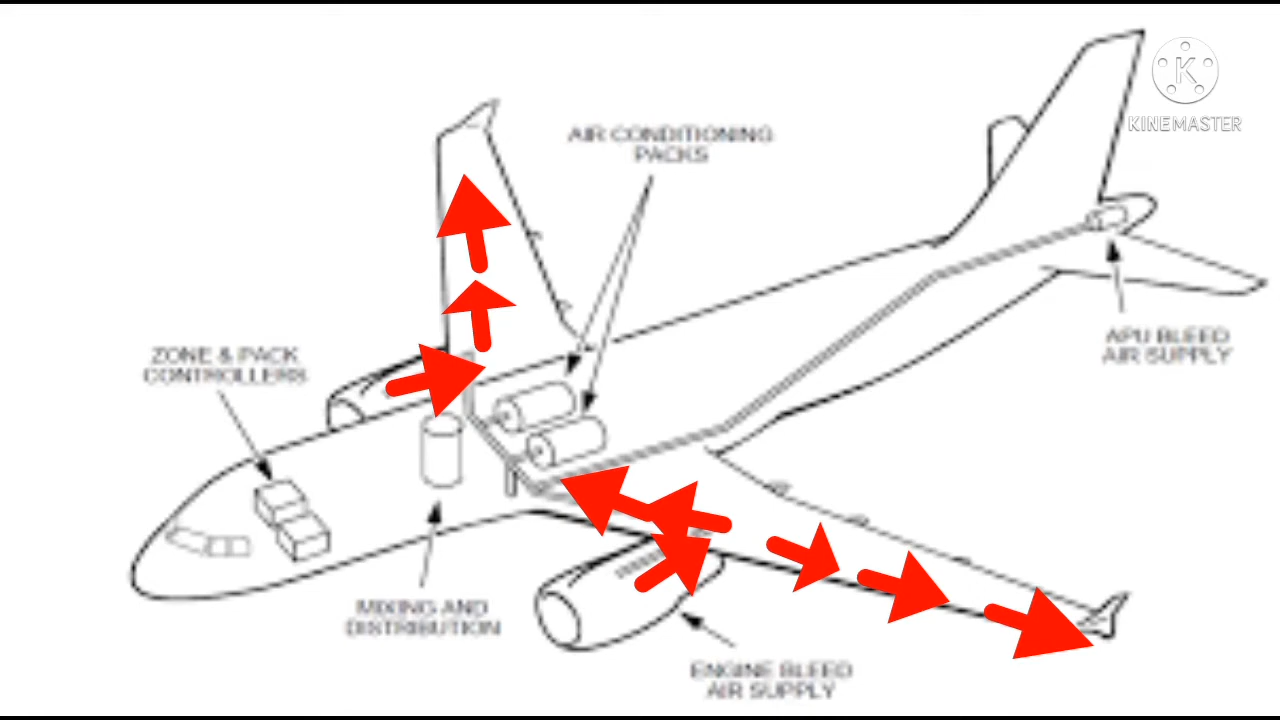 K
KINEMASTER
AIR CONDITIONING
PACKS
APU BLEED
AIR SUPPLY
ZONE & PACK
CONTROLLERS
MIXING AND
DISTRIBUTION
ENGINE BLEED
AIR SUPPLY